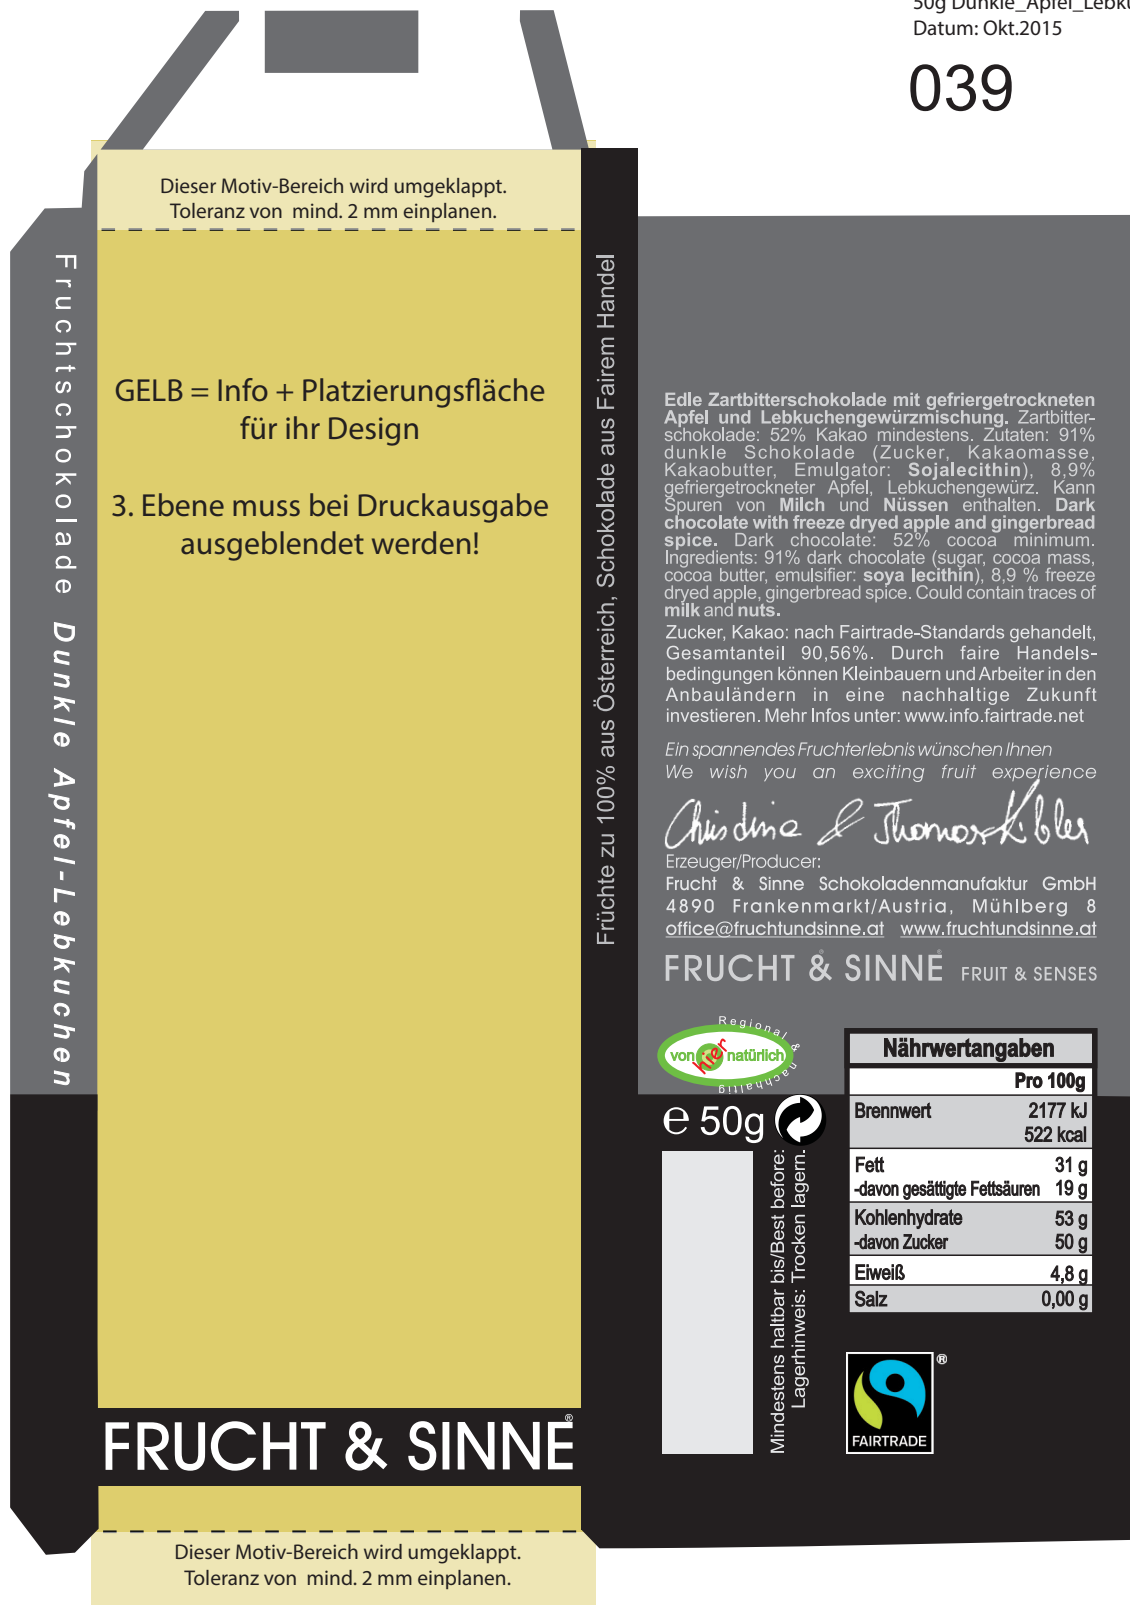 50g Dunkle_Apfel_Lebku
Datum: Okt.2015
039
Dieser Motiv-Bereich wird umgeklappt.
Toleranz von mind. 2 mm einplanen.
Fruchtschokolade Dunkle Apfel-Lebkuchen
GELB = Info + Platzierungsfläche
für ihr Design
3. Ebene muss bei Druckausgabe
ausgeblendet werden!
FRUCHT & SINNE®
Dieser Motiv-Bereich wird umgeklappt.
Toleranz von mind. 2 mm einplanen.
Früchte zu 100% aus Österreich, Schokolade aus Fairem Handel
Edle Zartbitterschokolade mit gefriergetrockneten
Apfel und Lebkuchengewürzmischung. Zartbitter-
schokolade: 52% Kakao mindestens. Zutaten: 91%
dunkle Schokolade (Zucker, Kakaomasse,
Kakaobutter, Emulgator: Sojalecithin), 8,9%
gefriergetrockneter Apfel, Lebkuchengewürz. Kann
Spuren von Milch und Nüssen enthalten. Dark
chocolate with freeze dryed apple and gingerbread
spice. Dark chocolate: 52% cocoa minimum.
Ingredients: 91% dark chocolate (sugar, cocoa mass,
cocoa butter, emulsifier: soya lecithin), 8,9 % freeze
dryed apple, gingerbread spice. Could contain traces of
milk and nuts.
Zucker, Kakao: nach Fairtrade-Standards gehandelt,
Gesamtanteil 90,56%. Durch faire Handels-
bedingungen können Kleinbauern und Arbeiter in den
Anbauländern in eine nachhaltige Zukunft
investieren. Mehr Infos unter: www.info.fairtrade.net
Ein spannendes Fruchterlebnis wünschen Ihnen
We wish you an exciting fruit experience
Christina & Thomas Kibler
Erzeuger/Producer:
Frucht & Sinne Schokoladenmanufaktur GmbH
4890 Frankenmarkt/Austria, Mühlberg 8
office@fruchtundsinne.at www.fruchtundsinne.at
FRUCHT & SINNE® FRUIT & SENSES
Regional & nachhaltig
von hier natürlich
e 50g
Mindestens haltbar bis/Best before:
Lagerhinweis: Trocken lagern.
Nährwertangaben
Pro 100g
Brennwert 2177 kJ
522 kcal
Fett 31 g
-davon gesättigte Fettsäuren 19 g
Kohlenhydrate 53 g
-davon Zucker 50 g
Eiweiß 4,8 g
Salz 0,00 g
FAIRTRADE
®